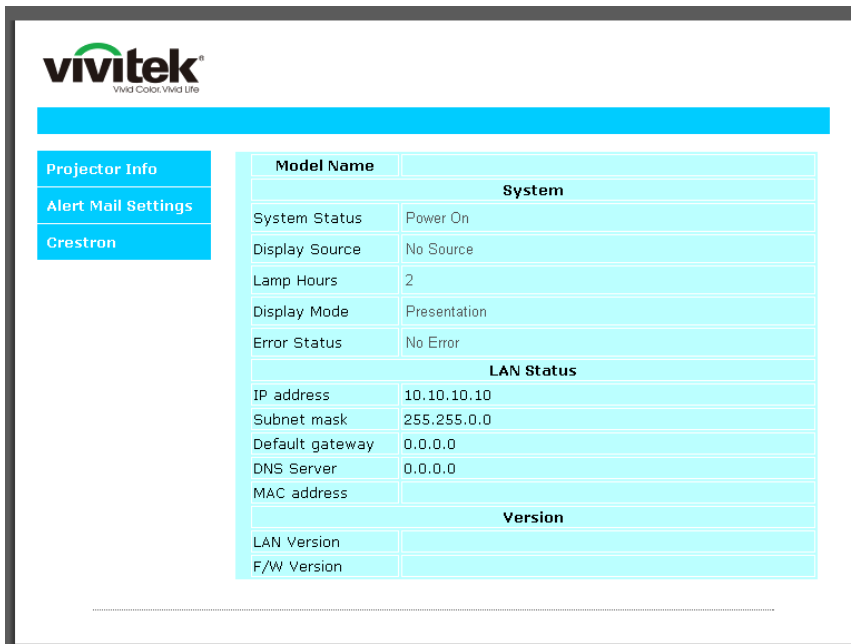 vivitek®
Vivid Color, Vivid Life
Projector Info
Alert Mail Settings
Crestron
Model Name
System
System Status Power On
Display Source No Source
Lamp Hours 2
Display Mode Presentation
Error Status No Error
LAN Status
IP address 10.10.10.10
Subnet mask 255.255.0.0
Default gateway 0.0.0.0
DNS Server 0.0.0.0
MAC address
Version
LAN Version
F/W Version